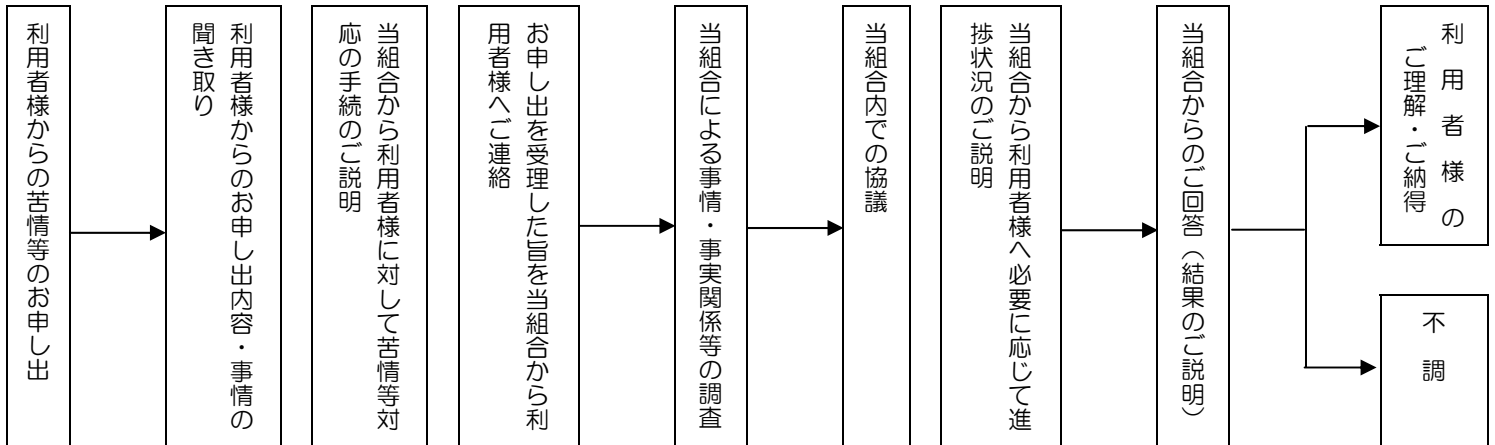 利用者様からの苦情等のお申し出
利用者様からのお申し出内容・事情の
聞き取り
当組合から利用者様に対して苦情等対
応の手続のご説明
お申し出を受理した旨を当組合から利
用者様へご連絡
当組合による事情・事実関係等の調査
当組合内での協議
当組合から利用者様へ必要に応じて進
捗状況のご説明
当組合からのご回答（結果のご説明）
利用者様の
ご理解・ご納得
不調